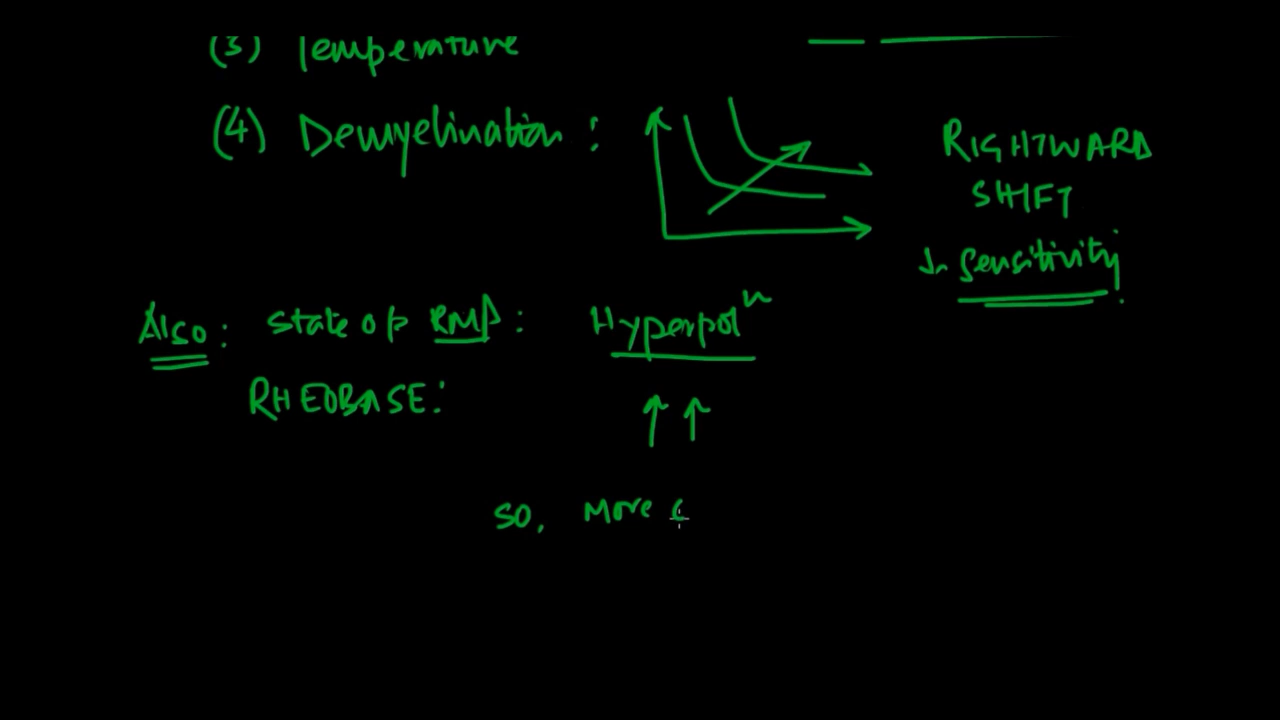 (3) Temperature
(4) Demyelination :
RIGHTWARD
SHIFT
↓ sensitivity
Also : State of RMP : Hyperpolⁿ
RHEOBASE : ↑ ↑
SO, More